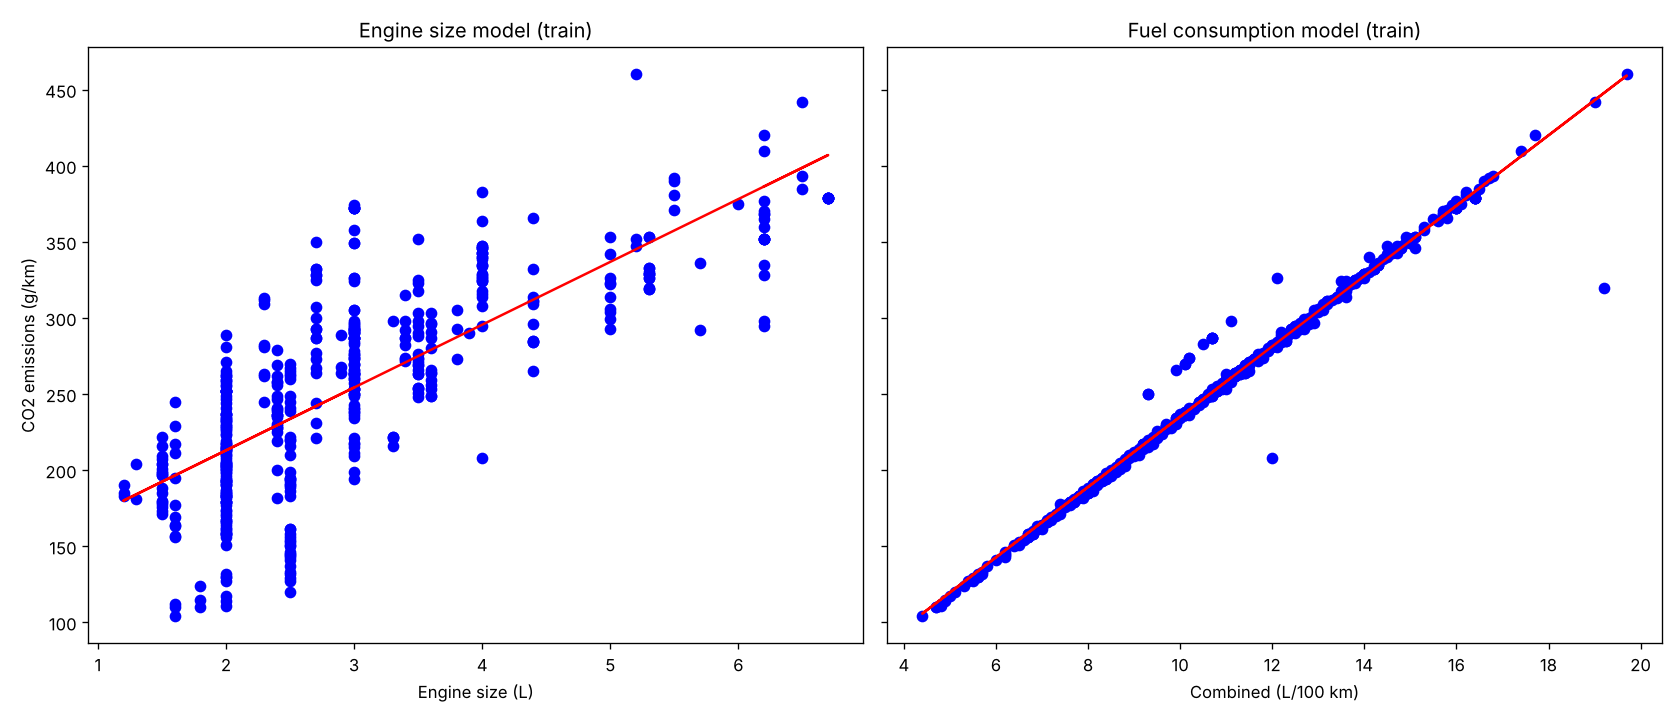 Engine size model (train)
Fuel consumption model (train)
CO2 emissions (g/km)
450
400
350
300
250
200
150
100
1 2 3 4 5 6
4 6 8 10 12 14 16 18 20
Engine size (L)
Combined (L/100 km)